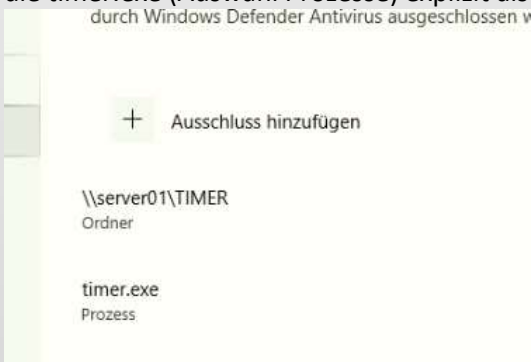 durch Windows Defender Antivirus ausgeschlossen
Ausschluss hinzufügen
\\server01\TIMER
Ordner
timer.exe
Prozess